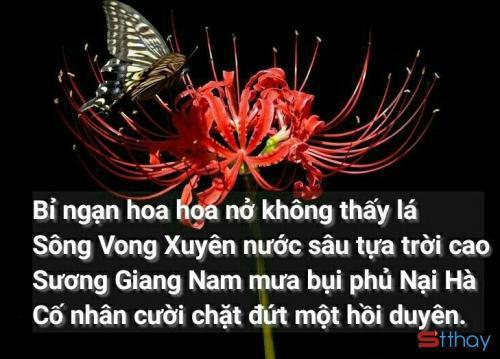 Bỉ ngạn hoa hoa nở không thấy lá
Sông Vong Xuyên nước sâu tựa trời cao
Sương Giang Nam mưa bụi phủ Nại Hà
Cố nhân cười chặt đứt một hồi duyên.
Stthay